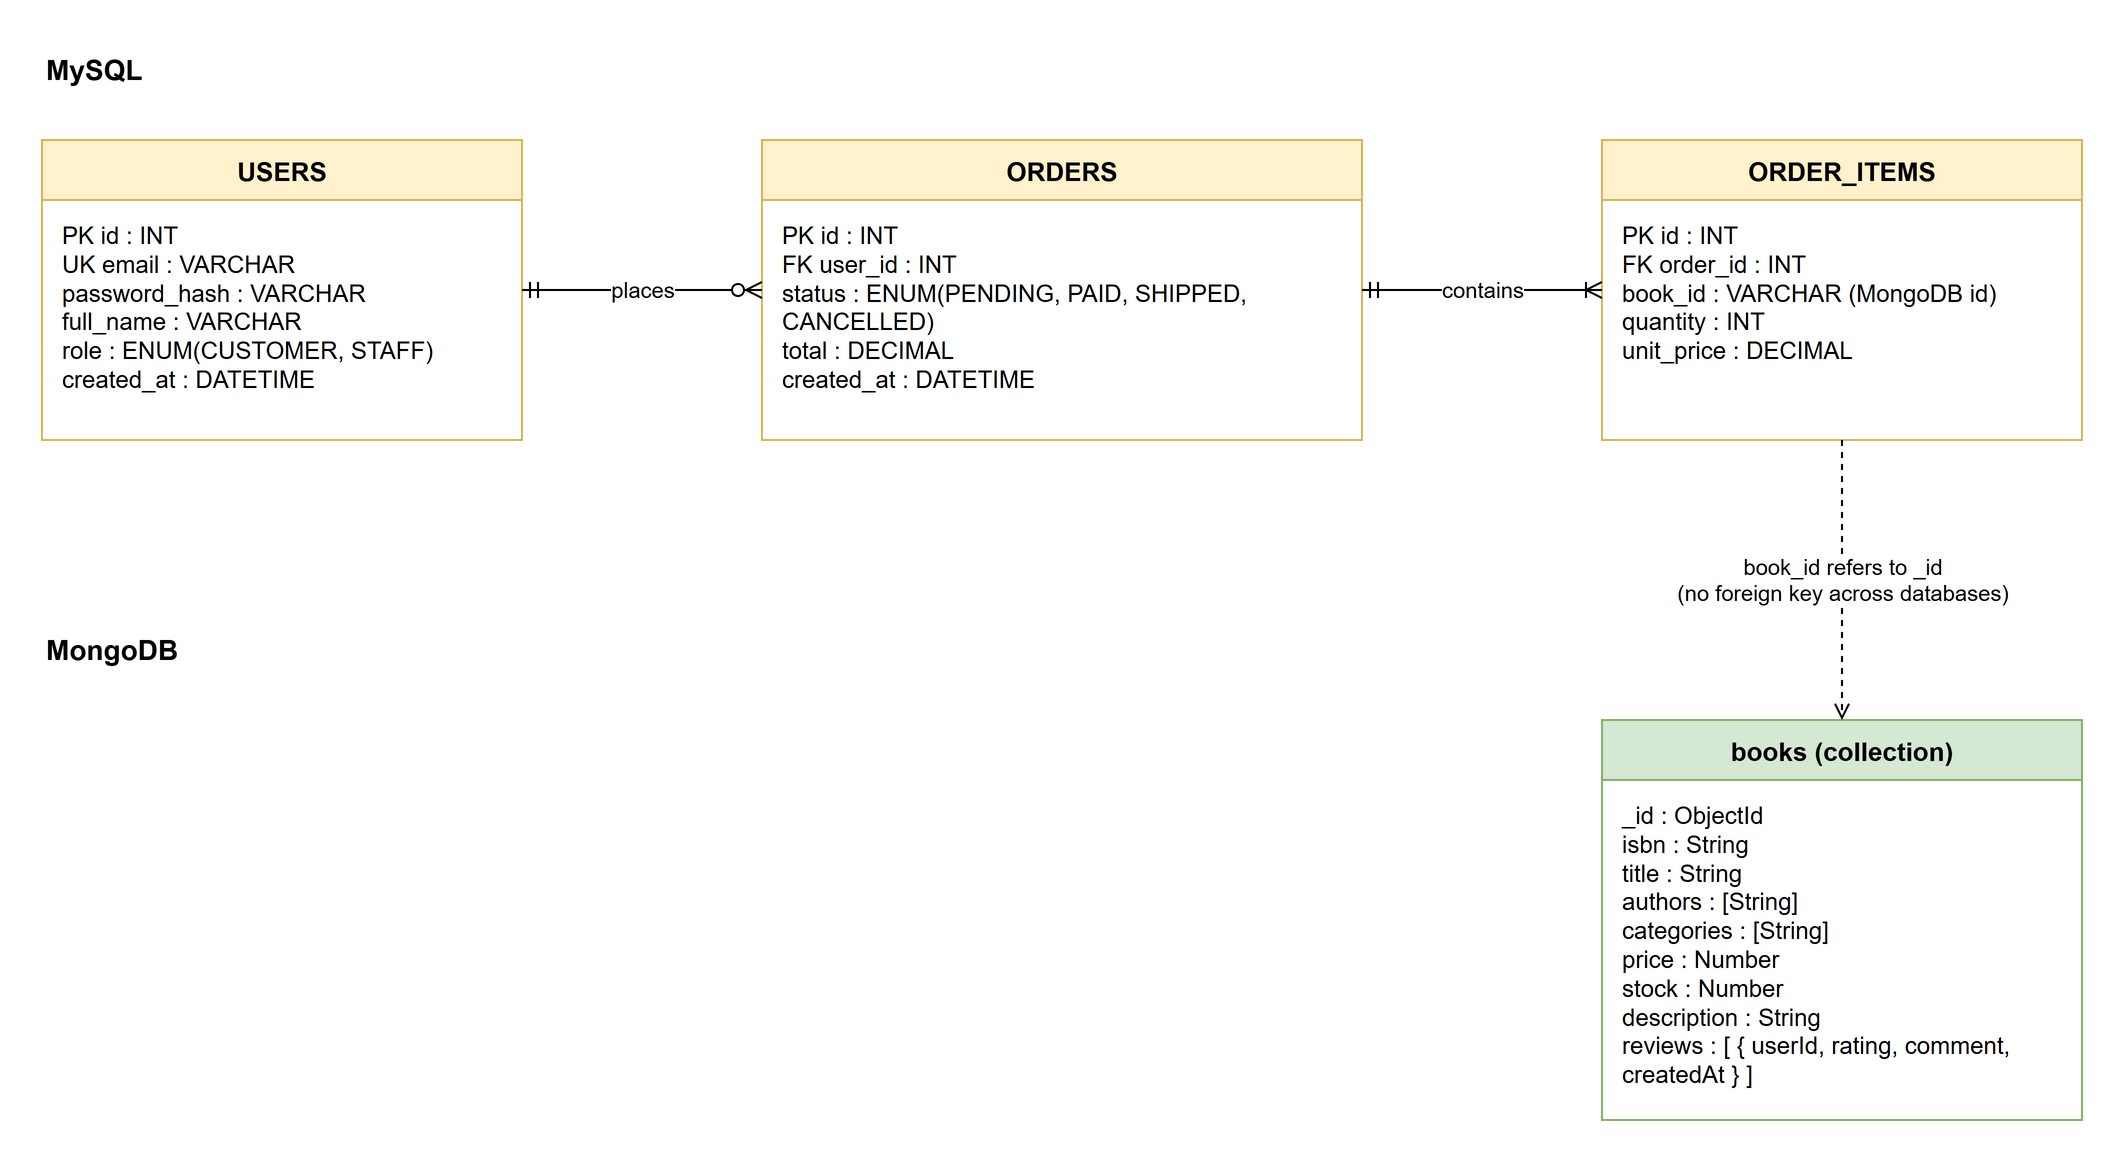 MySQL
USERS
PK id : INT
UK email : VARCHAR
password_hash : VARCHAR
full_name : VARCHAR
role : ENUM(CUSTOMER, STAFF)
created_at : DATETIME
places
ORDERS
PK id : INT
FK user_id : INT
status : ENUM(PENDING, PAID, SHIPPED,
CANCELLED)
total : DECIMAL
created_at : DATETIME
contains
ORDER_ITEMS
PK id : INT
FK order_id : INT
book_id : VARCHAR (MongoDB id)
quantity : INT
unit_price : DECIMAL
book_id refers to _id
(no foreign key across databases)
MongoDB
books (collection)
_id : ObjectId
isbn : String
title : String
authors : [String]
categories : [String]
price : Number
stock : Number
description : String
reviews : [ { userId, rating, comment,
createdAt } ]